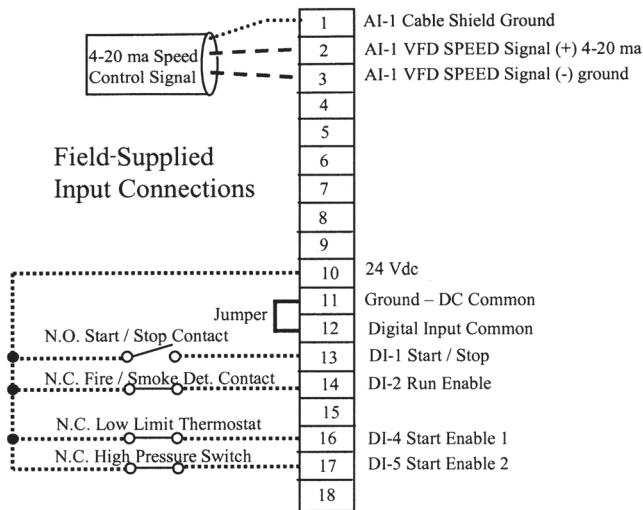 1 AI-1 Cable Shield Ground
4-20 ma Speed
Control Signal
2 AI-1 VFD SPEED Signal (+) 4-20 ma
3 AI-1 VFD SPEED Signal (-) ground
4
5
Field-Supplied
Input Connections
6
7
8
9
10 24 Vdc
11 Ground – DC Common
Jumper
12 Digital Input Common
N.O. Start / Stop Contact
13 DI-1 Start / Stop
N.C. Fire / Smoke Det. Contact
14 DI-2 Run Enable
15
N.C. Low Limit Thermostat
16 DI-4 Start Enable 1
N.C. High Pressure Switch
17 DI-5 Start Enable 2
18